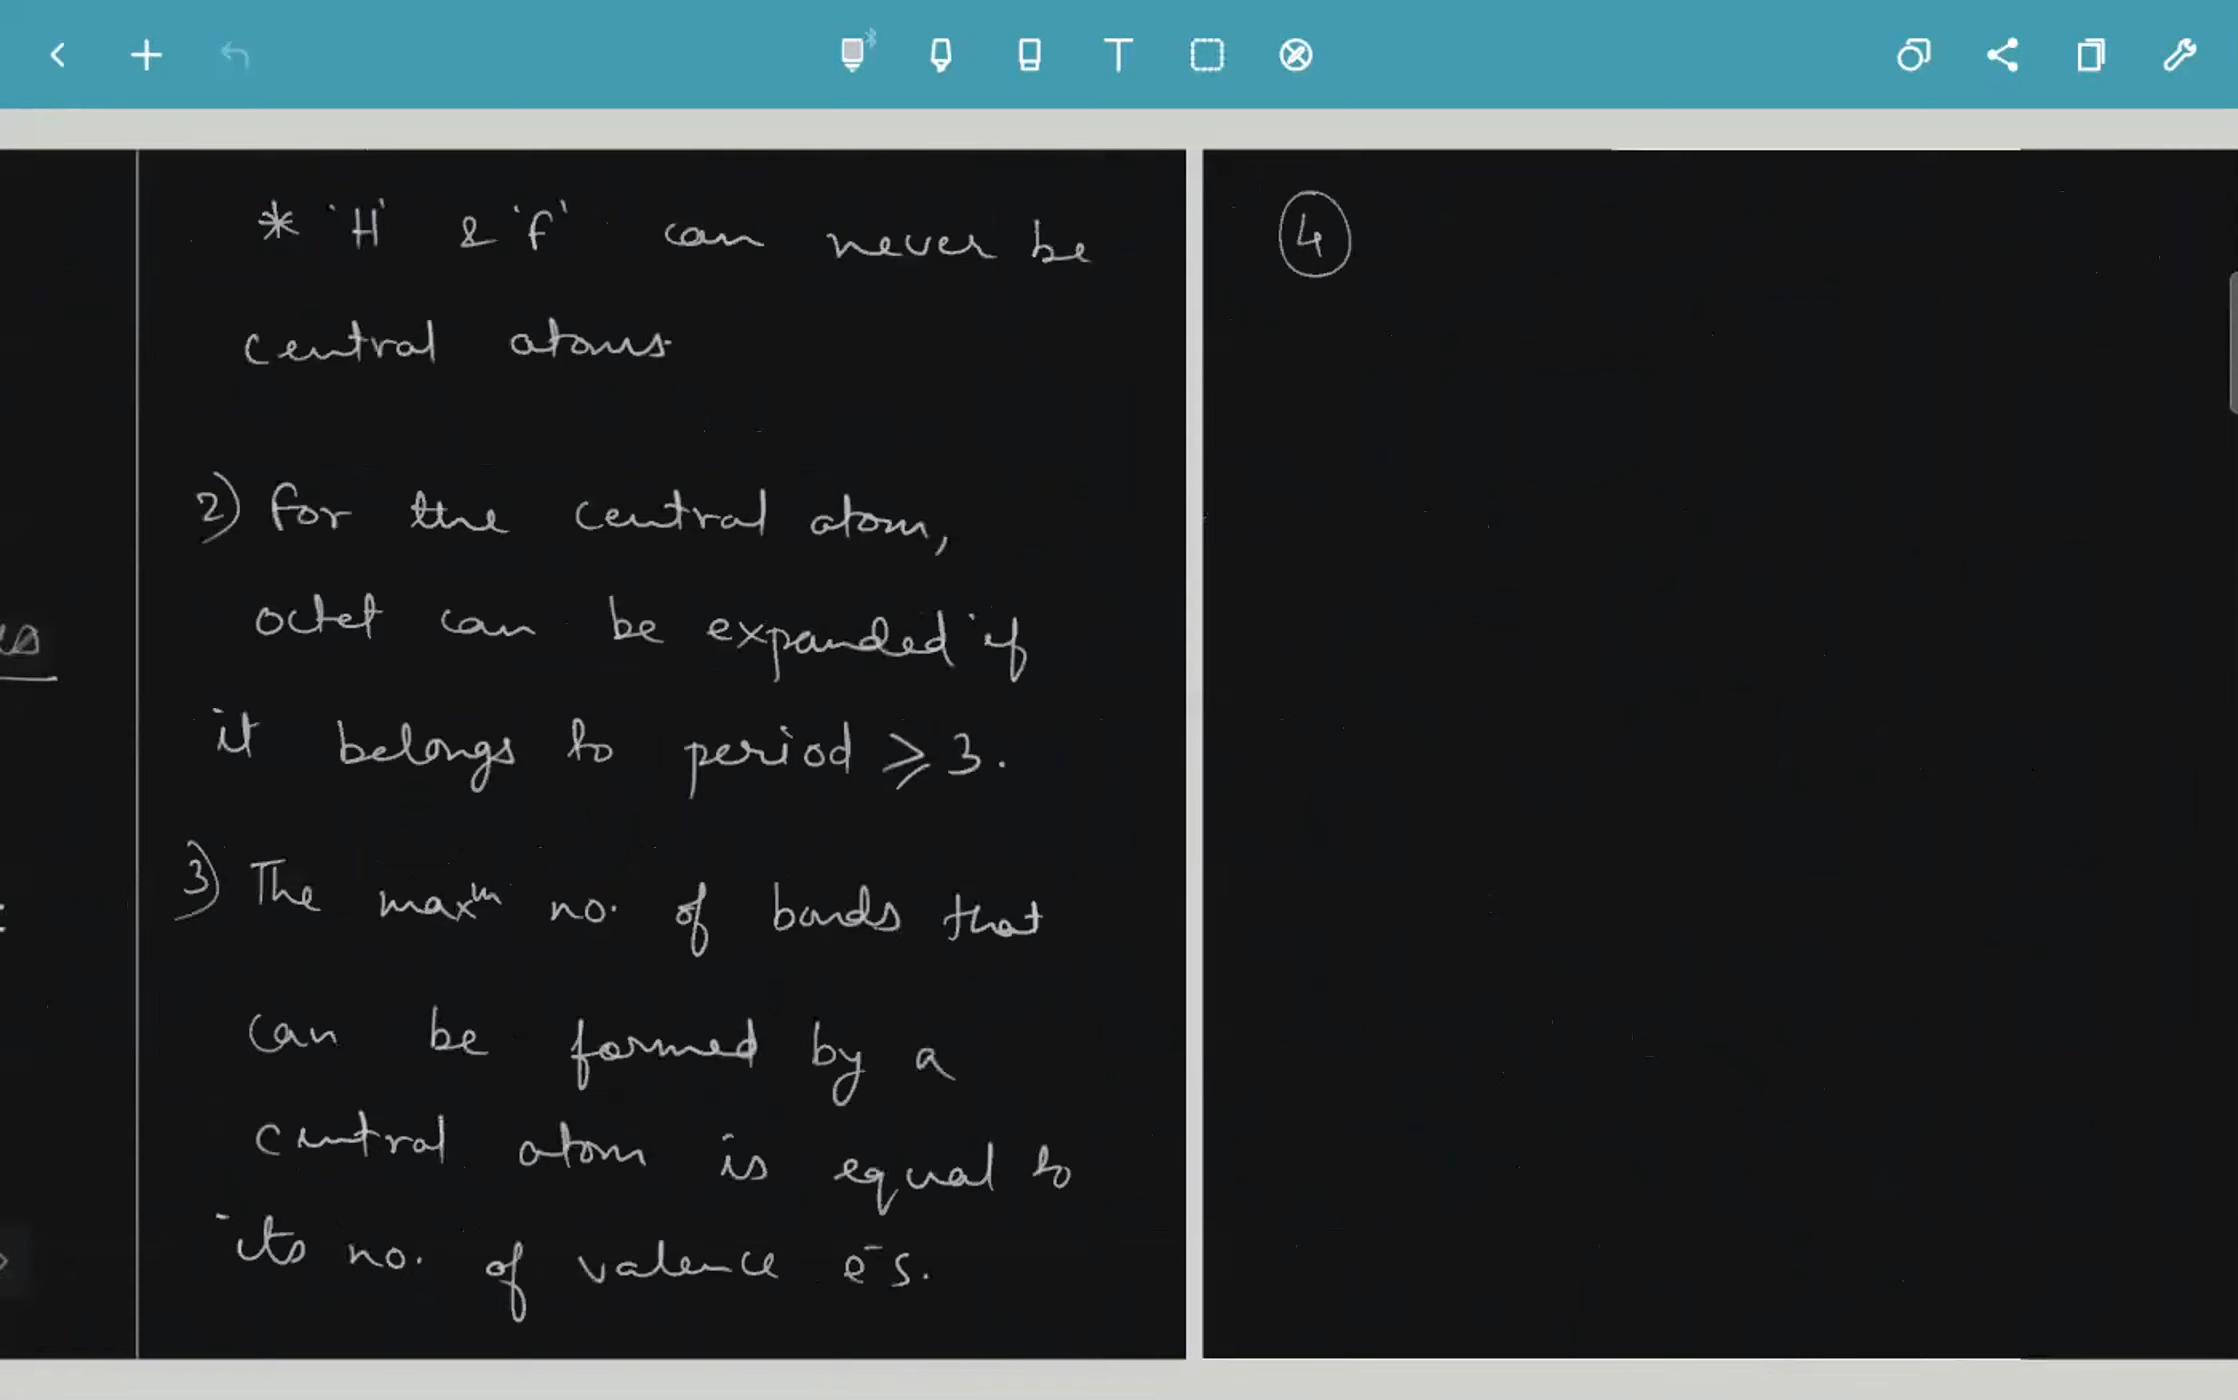 * 'H' & 'f' can never be
central atoms.
2) for the central atom,
octet can be expanded if
it belongs to period ⩾ 3.
3) The maxᵐ no. of bonds that
can be formed by a
central atom is equal to
its no. of valence e⁻s.
4
T